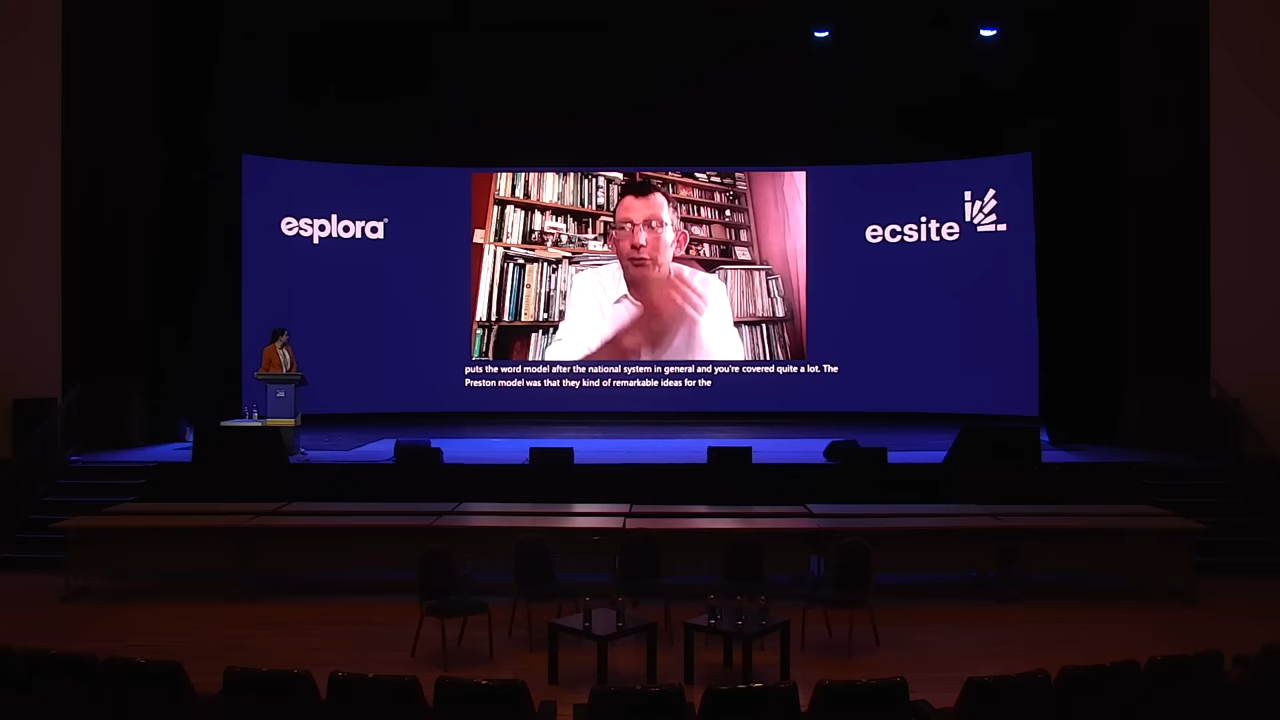 esplora
ecsite
puts the word model after the national system in general and you're covered quite a lot. The
Preston model was that they kind of remarkable ideas for the